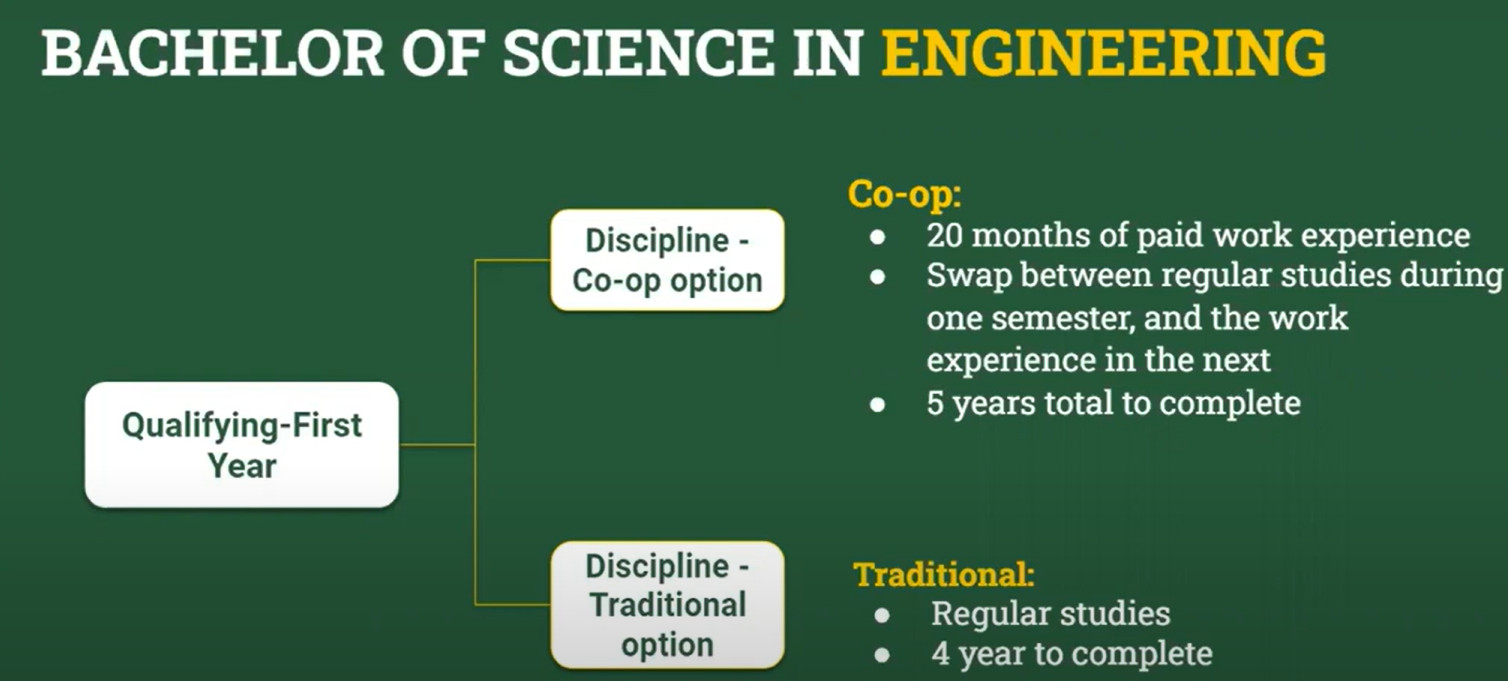 BACHELOR OF SCIENCE IN ENGINEERING
Qualifying-First
Year
Discipline -
Co-op option
Co-op:
● 20 months of paid work experience
● Swap between regular studies during
one semester, and the work
experience in the next
● 5 years total to complete
Discipline -
Traditional
option
Traditional:
● Regular studies
● 4 year to complete